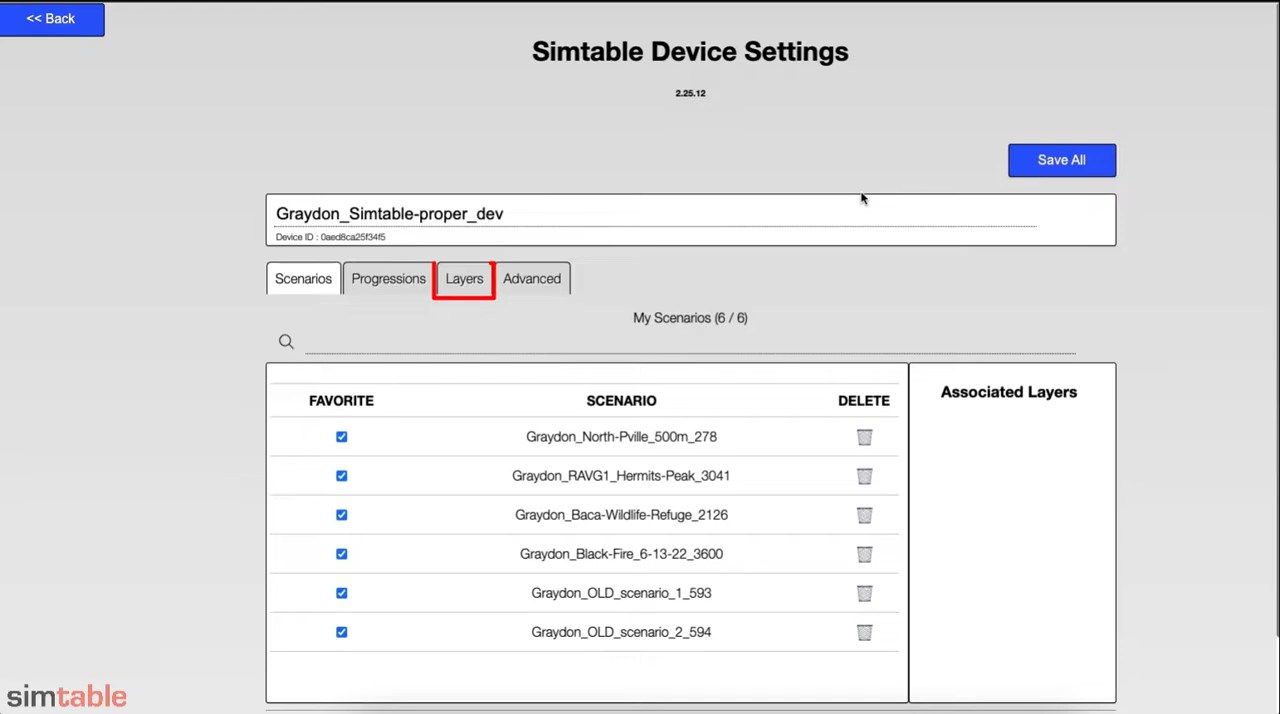 << Back
Simtable Device Settings
2.25.12
Save All
Graydon_Simtable-proper_dev
Device ID : 0aed8ca25f34f5
Scenarios Progressions Layers Advanced
My Scenarios (6 / 6)
FAVORITE SCENARIO DELETE Associated Layers
Graydon_North-Pville_500m_278
Graydon_RAVG1_Hermits-Peak_3041
Graydon_Baca-Wildlife-Refuge_2126
Graydon_Black-Fire_6-13-22_3600
Graydon_OLD_scenario_1_593
Graydon_OLD_scenario_2_594
simtable